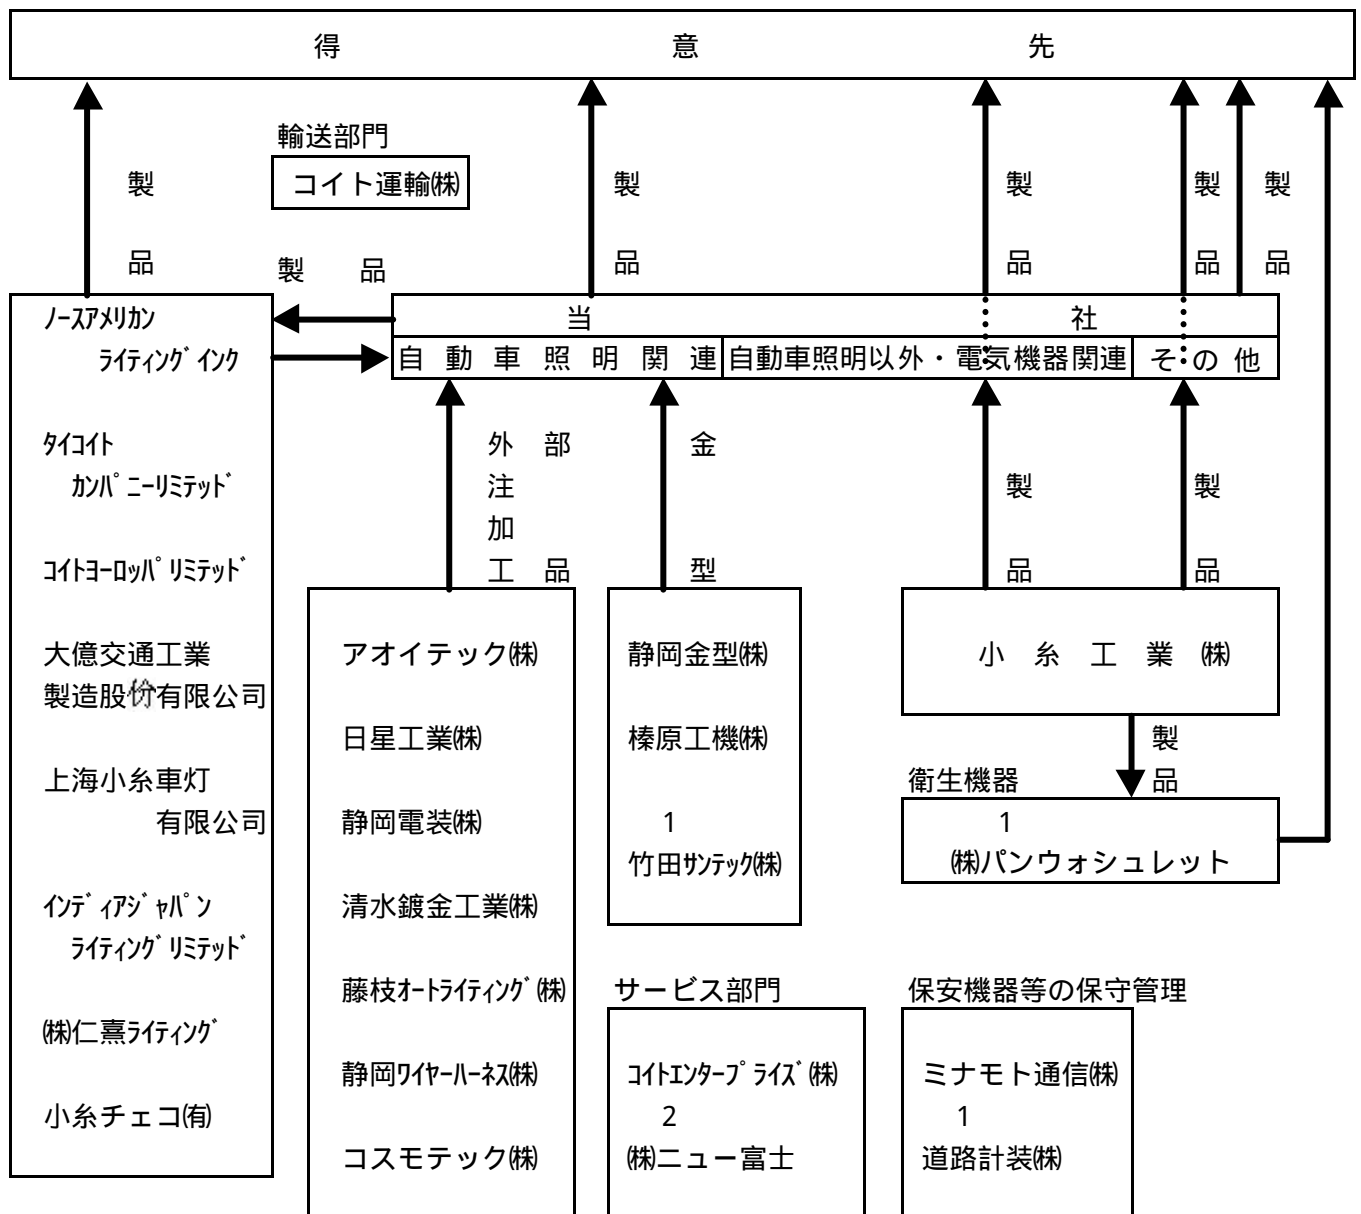 得意先
輸送部門
コイト運輸㈱
製品
製品
製品
製品
製品
製品
当社
自動車照明関連
自動車照明以外・電気機器関連
その他
ﾉｰｽｱﾒﾘｶﾝ
ﾗｲﾃｨﾝｸﾞｲﾝｸ
ﾀｲｺｲﾄ
ｶﾝﾊﾟﾆｰﾘﾐﾃｯﾄﾞ
ｺｲﾄﾖｰﾛｯﾊﾟﾘﾐﾃｯﾄﾞ
大億交通工業
製造股份有限公司
上海小糸車灯
有限公司
ｲﾝﾃﾞｨｱｼﾞｬﾊﾟﾝ
ﾗｲﾃｨﾝｸﾞﾘﾐﾃｯﾄﾞ
㈱仁熹ﾗｲﾃｨﾝｸﾞ
小糸チェコ㈲
外部
注
加
工品
金型
製品
製品
アオイテック㈱
日星工業㈱
静岡電装㈱
清水鍍金工業㈱
藤枝ｵｰﾄﾗｲﾃｨﾝｸﾞ㈱
静岡ﾜｲﾔｰﾊｰﾈｽ㈱
コスモテック㈱
静岡金型㈱
榛原工機㈱
1
竹田ｻﾝﾃｯｸ㈱
小糸工業㈱
製品
衛生機器
1
㈱パンウォシュレット
サービス部門
ｺｲﾄｴﾝﾀｰﾌﾟﾗｲｽﾞ㈱
2
㈱ニュー富士
保安機器等の保守管理
ミナモト通信㈱
1
道路計装㈱